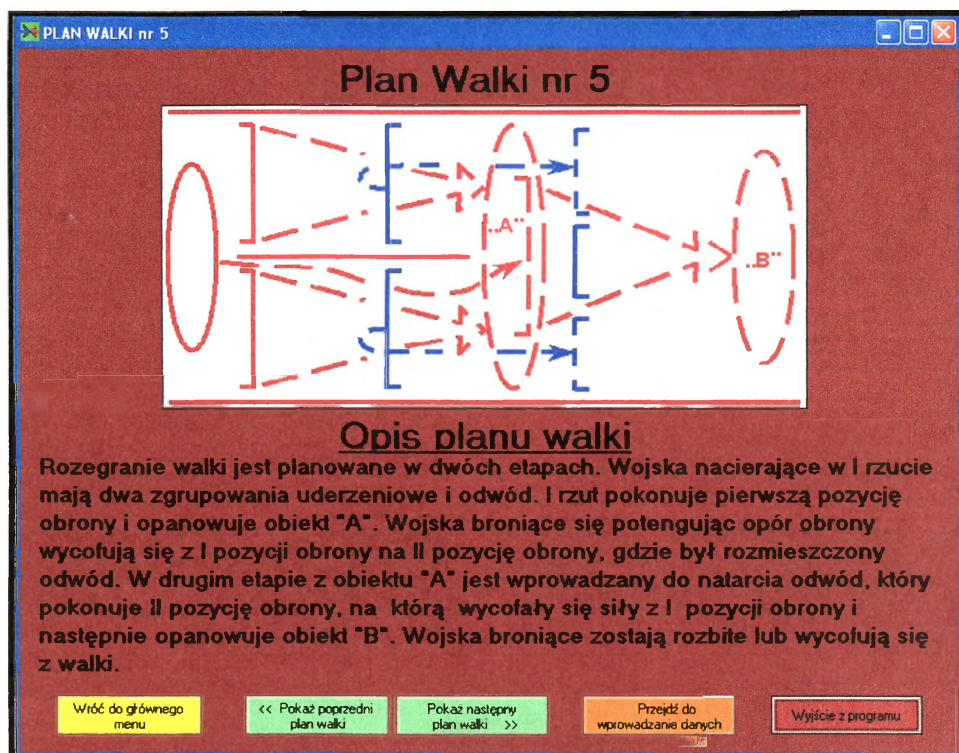 PLAN WALKI nr 5
Plan Walki nr 5
„A"
„B"
Opis planu walki
Rozegranie walki jest planowane w dwóch etapach. Wojska nacierające w I rzucie
mają dwa zgrupowania uderzeniowe i odwód. I rzut pokonuje pierwszą pozycję
obrony i opanowuje obiekt "A". Wojska broniące się potengując opór obrony
wycofują się z I pozycji obrony na II pozycję obrony, gdzie był rozmieszczony
odwód. W drugim etapie z obiektu "A" jest wprowadzany do natarcia odwód, który
pokonuje II pozycję obrony, na którą wycofały się siły z I pozycji obrony i
następnie opanowuje obiekt "B". Wojska broniące zostają rozbite lub wycofują się
z walki.
Wróć do głównego
menu
<< Pokaż poprzedni
plan walki
Pokaż następny
plan walki >>
Przejdź do
wprowadzanie danych
Wyjście z programu